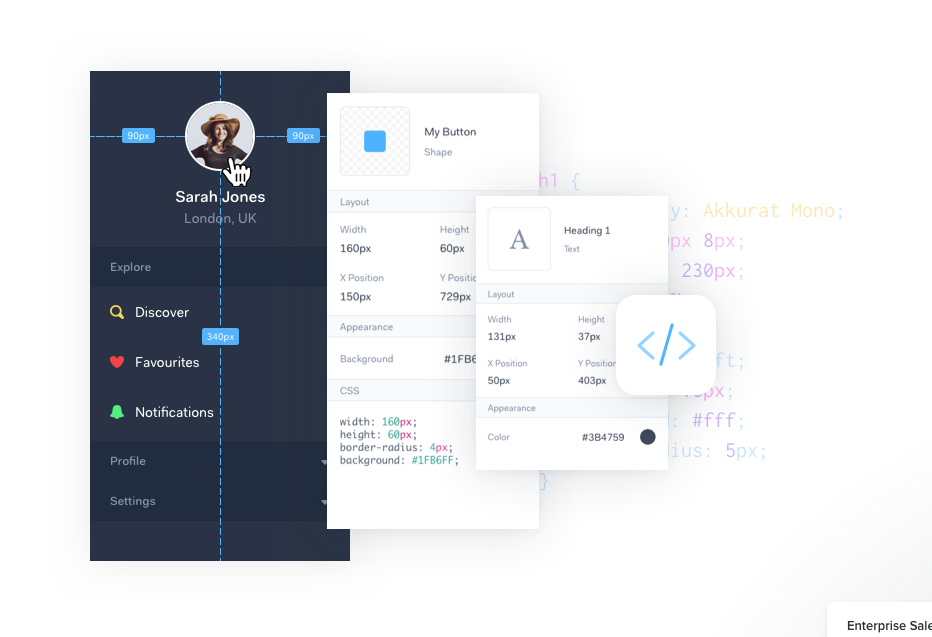 90px
90px
Sarah Jones
London, UK
Explore
Discover
340px
Favourites
Notifications
Profile
Settings
My Button
Shape
Layout
Width
Height
160px
60px
X Position
Y Positic
150px
729px
Appearance
Background
#1FB6
CSS
width: 160px;
height: 60px;
border-radius: 4px;
background: #1FB6FF;
A
Heading 1
Text
Layout
Width
Height
131px
37px
X Position
Y Position
50px
403px
Appearance
Color
#3B4759
</>
h1 {
y: Akkurat Mono;
px 8px;
230px;
ft;
px;
: #fff;
ius: 5px;
}
Enterprise Sale